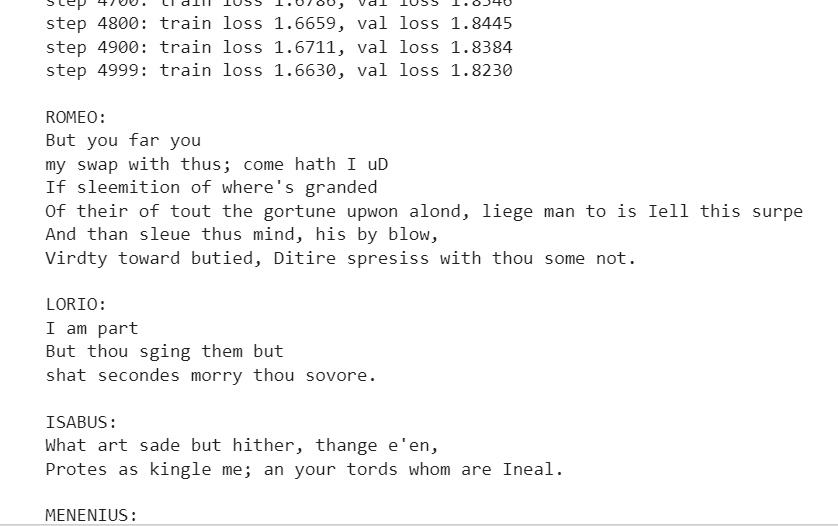 step 4700: train loss 1.6786, val loss 1.8346
step 4800: train loss 1.6659, val loss 1.8445
step 4900: train loss 1.6711, val loss 1.8384
step 4999: train loss 1.6630, val loss 1.8230
ROMEO:
But you far you
my swap with thus; come hath I uD
If sleemition of where's granded
Of their of tout the gortune upwon alond, liege man to is Iell this surpe
And than sleue thus mind, his by blow,
Virdty toward butied, Ditire spresiss with thou some not.
LORIO:
I am part
But thou sging them but
shat secondes morry thou sovore.
ISABUS:
What art sade but hither, thange e'en,
Protes as kingle me; an your tords whom are Ineal.
MENENIUS: